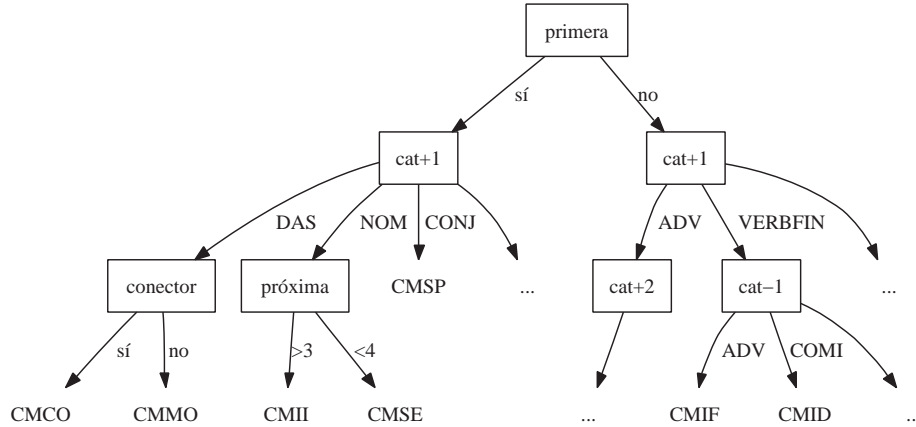 primera
sí no
cat+1 cat+1
DAS NOM CONJ ADV VERBFIN
conector próxima CMSP ... cat+2 cat−1 ...
sí no >3 <4 ADV COMI
CMCO CMMO CMII CMSE ... CMIF CMID ..